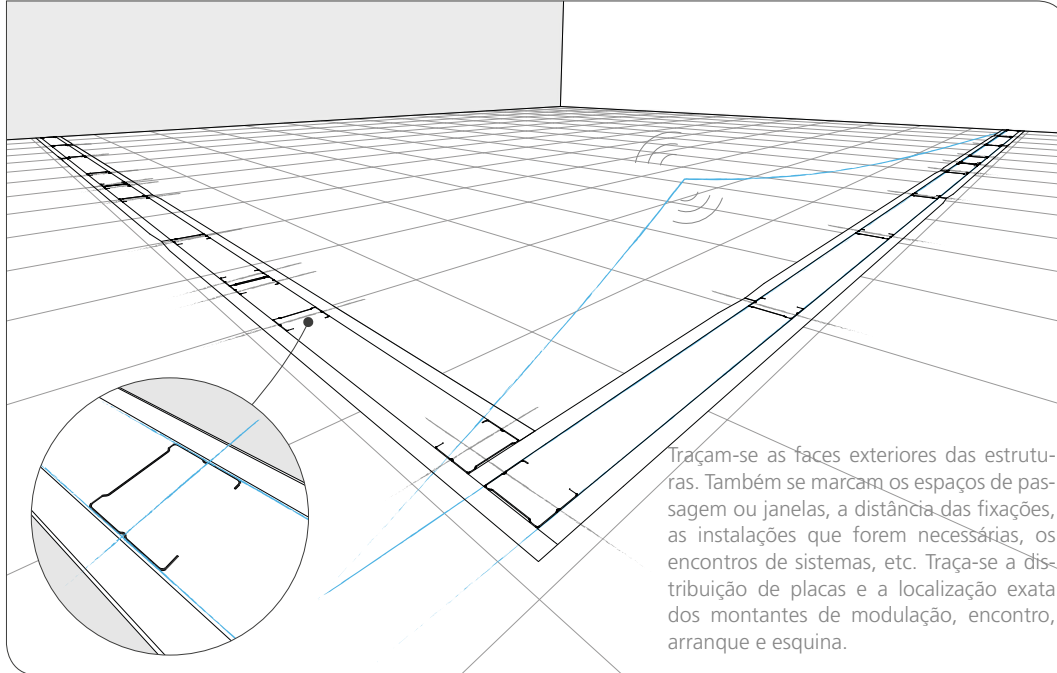 Traçam-se as faces exteriores das estrutu-
ras. Também se marcam os espaços de pas-
sagem ou janelas, a distância das fixações,
as instalações que forem necessárias, os
encontros de sistemas, etc. Traça-se a dis-
tribuição de placas e a localização exata
dos montantes de modulação, encontro,
arranque e esquina.